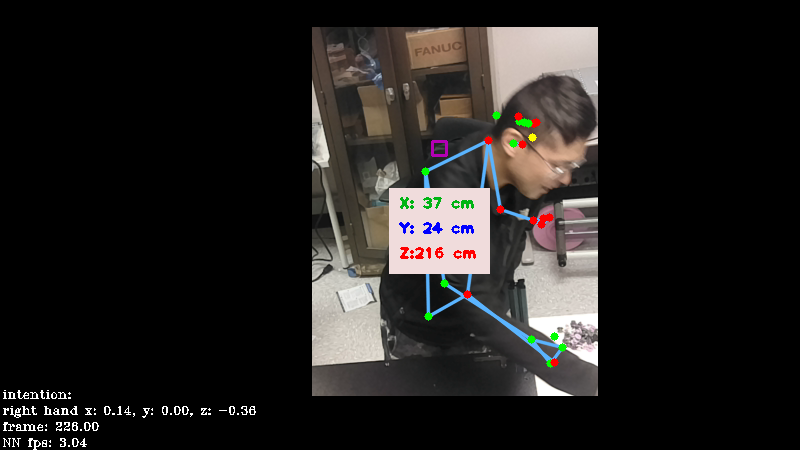 FANUC
X: 37 cm
Y: 24 cm
Z:216 cm
intention:
right hand x: 0.14, y: 0.00, z: -0.36
frame: 226.00
NN fps: 3.04